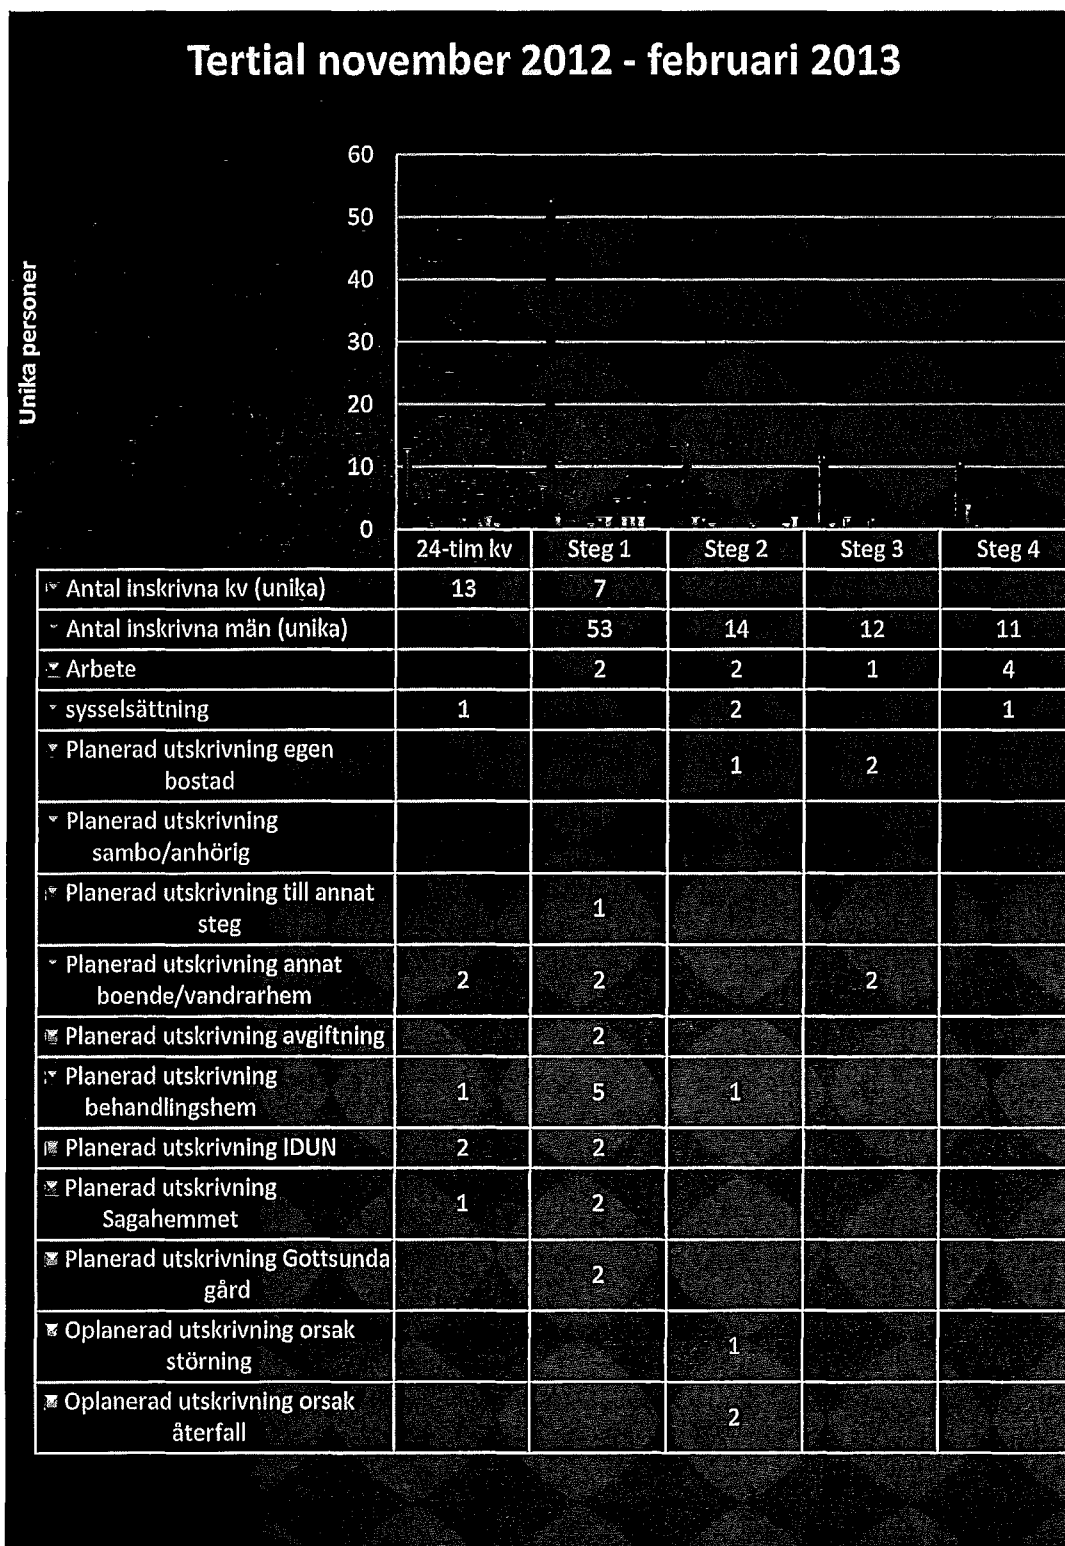 Tertial november 2012 - februari 2013
Unika personer
60
50
40
30
20
10
0
24-tim kv Steg 1 Steg 2 Steg 3 Steg 4
Antal inskrivna kv (unika) 13 7
Antal inskrivna män (unika) 53 14 12 11
Arbete 2 2 1 4
sysselsättning 1 2 1
Planerad utskrivning egen
bostad 1 2
Planerad utskrivning
sambo/anhörig
Planerad utskrivning till annat
steg 1
Planerad utskrivning annat
boende/vandrarhem 2 2 2
Planerad utskrivning avgiftning 2
Planerad utskrivning
behandlingshem 1 5 1
Planerad utskrivning IDUN 2 2
Planerad utskrivning
Sagahemmet 1 2
Planerad utskrivning Gottsunda
gård 2
Oplanerad utskrivning orsak
störning 1
Oplanerad utskrivning orsak
återfall 2